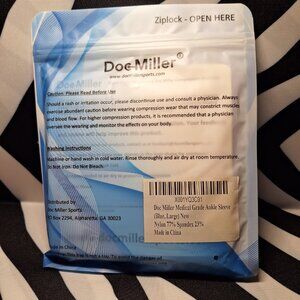 Ziplock - OPEN HERE
Doc Miller®
www.docmillersports.com
Caution: Please Read Before Use
Should a rash or irritation occur, please discontinue use and consult a physician. Always
exercise abundant caution before wearing compression wear that may constrict muscles
and blood flow. For higher compression products, it is recommended that a physician
oversee the wearing and monitor the effects on your body.
Washing Instructions
Machine or hand wash in cold water. Rinse thoroughly and air dry at room temperature.
Do Not Iron. Do Not Bleach.
Distributed by
Doc Miller Sports
PO Box 2294, Alpharetta GA 30023
Made in China
docmiller
Doc Miller Medical Grade Ankle Sleeve
(Blue, Large) New
Nylon 77% Spandex 23%
Made in China